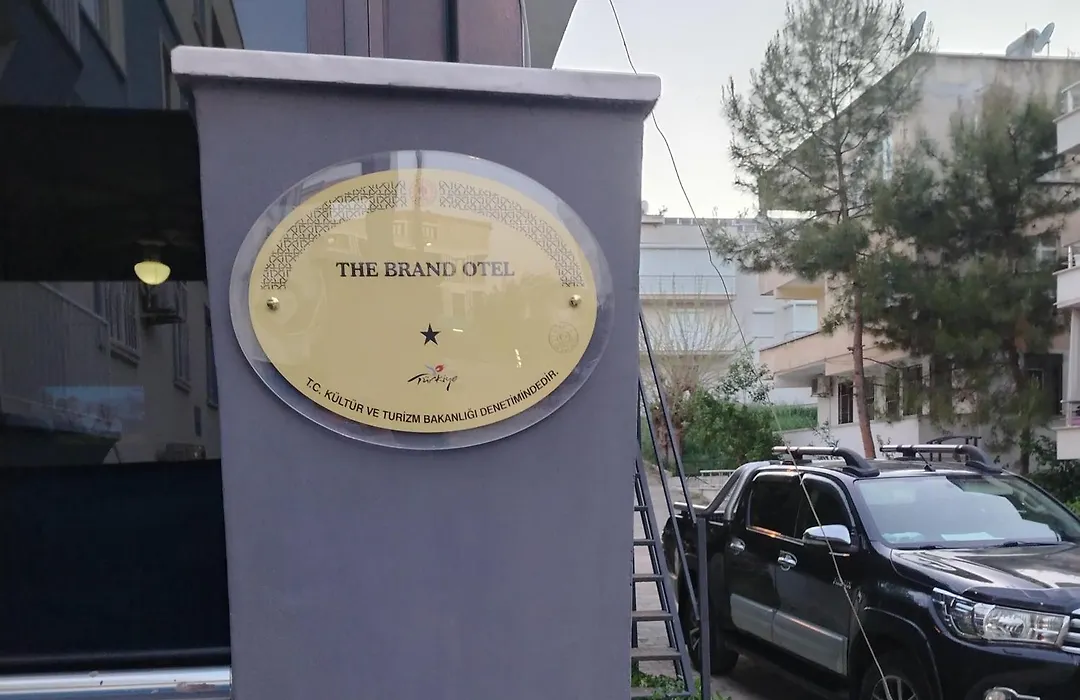 THE BRAND OTEL
Türkiye
T.C. KÜLTÜR VE TURİZM BAKANLIĞI DENETİMİNDEDİR.